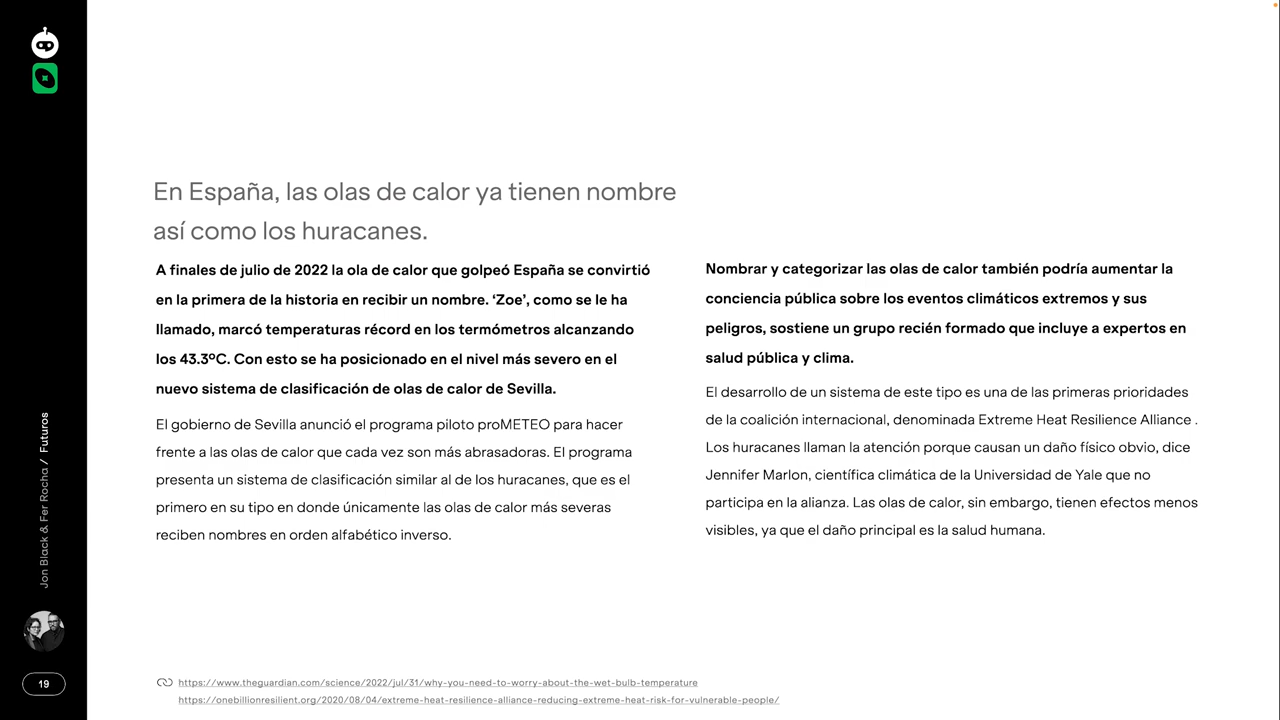 En España, las olas de calor ya tienen nombre
así como los huracanes.
A finales de julio de 2022 la ola de calor que golpeó España se convirtió
en la primera de la historia en recibir un nombre. ‘Zoe’, como se le ha
llamado, marcó temperaturas récord en los termómetros alcanzando
los 43.3ºC. Con esto se ha posicionado en el nivel más severo en el
nuevo sistema de clasificación de olas de calor de Sevilla.
El gobierno de Sevilla anunció el programa piloto proMETEO para hacer
frente a las olas de calor que cada vez son más abrasadoras. El programa
presenta un sistema de clasificación similar al de los huracanes, que es el
primero en su tipo en donde únicamente las olas de calor más severas
reciben nombres en orden alfabético inverso.
Nombrar y categorizar las olas de calor también podría aumentar la
conciencia pública sobre los eventos climáticos extremos y sus
peligros, sostiene un grupo recién formado que incluye a expertos en
salud pública y clima.
El desarrollo de un sistema de este tipo es una de las primeras prioridades
de la coalición internacional, denominada Extreme Heat Resilience Alliance .
Los huracanes llaman la atención porque causan un daño físico obvio, dice
Jennifer Marlon, científica climática de la Universidad de Yale que no
participa en la alianza. Las olas de calor, sin embargo, tienen efectos menos
visibles, ya que el daño principal es la salud humana.
https://www.theguardian.com/science/2022/jul/31/why-you-need-to-worry-about-the-wet-bulb-temperature
https://onebillionresilient.org/2020/08/04/extreme-heat-resilience-alliance-reducing-extreme-heat-risk-for-vulnerable-people/
Jon Black & Fer Rocha / Futuros
19